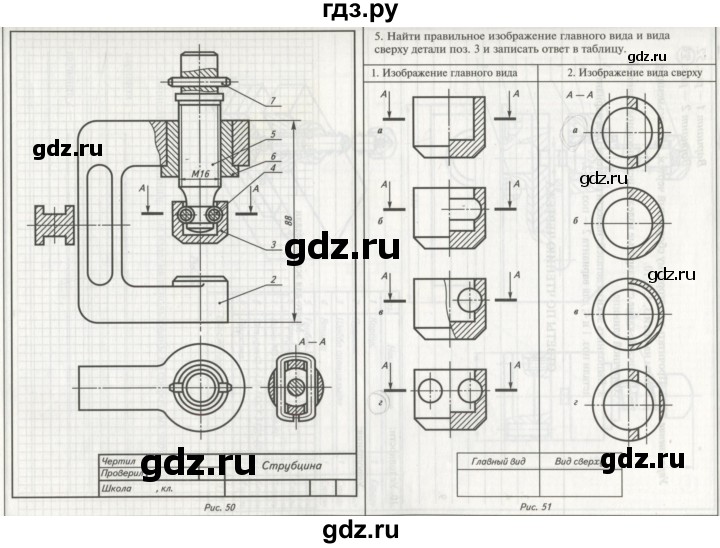 гдз.ру
5. Найти правильное изображение главного вида и вида
сверху детали поз. 3 и записать ответ в таблицу.
1. Изображение главного вида
2. Изображение вида сверху
7
5
6
4
М16
А
А
88
3
2
А — А
gdz.ru
gdz.ru
gdz.ru
gdz.ru
gdz.ru
gdz.ru
А
А
а
А
А
б
А
А
в
А
А
г
А — А
а
б
в
г
Чертил
Проверил
Школа , кл.
Струбцина
Рис. 50
Главный вид
Вид сверху
Рис. 51
gdz.ru